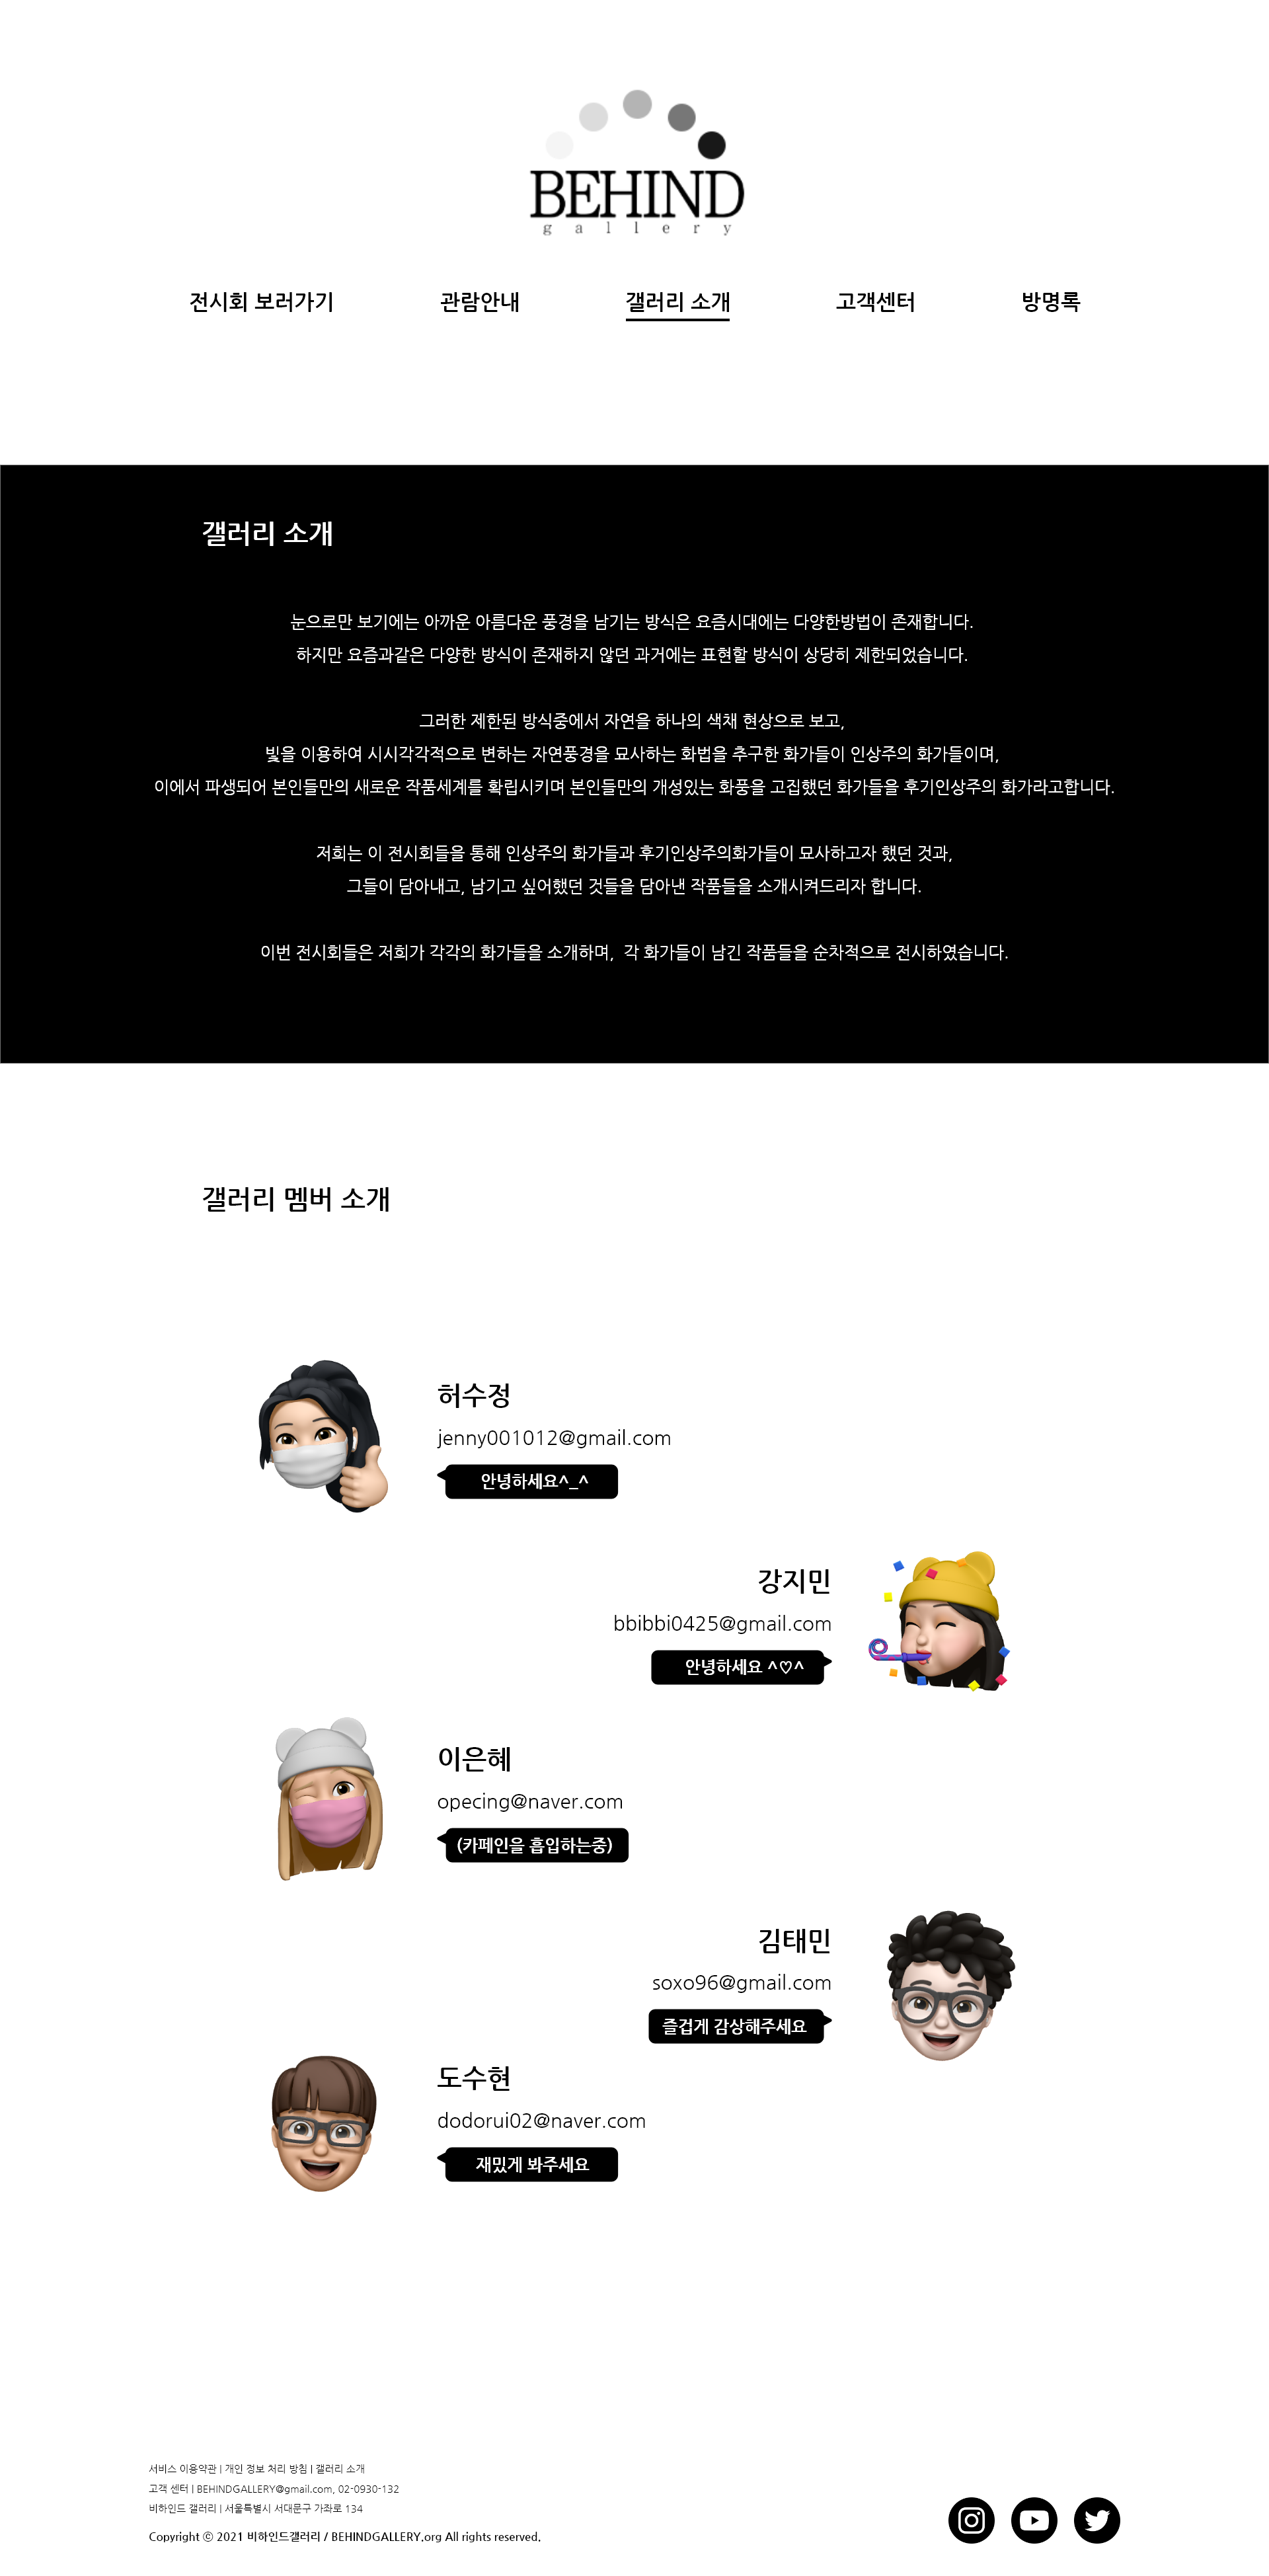 BEHIND
gallery
전시회 보러가기 관람안내 갤러리 소개 고객센터 방명록
갤러리 소개
눈으로만 보기에는 아까운 아름다운 풍경을 남기는 방식은 요즘시대에는 다양한방법이 존재합니다.
하지만 요즘과같은 다양한 방식이 존재하지 않던 과거에는 표현할 방식이 상당히 제한되었습니다.
그러한 제한된 방식중에서 자연을 하나의 색채 현상으로 보고,
빛을 이용하여 시시각각적으로 변하는 자연풍경을 묘사하는 화법을 추구한 화가들이 인상주의 화가들이며,
이에서 파생되어 본인들만의 새로운 작품세계를 확립시키며 본인들만의 개성있는 화풍을 고집했던 화가들을 후기인상주의 화가라고합니다.
저희는 이 전시회들을 통해 인상주의 화가들과 후기인상주의화가들이 묘사하고자 했던 것과,
그들이 담아내고, 남기고 싶어했던 것들을 담아낸 작품들을 소개시켜드리자 합니다.
이번 전시회들은 저희가 각각의 화가들을 소개하며, 각 화가들이 남긴 작품들을 순차적으로 전시하였습니다.
갤러리 멤버 소개
허수정
jenny001012@gmail.com
안녕하세요^_^
강지민
bbibbi0425@gmail.com
안녕하세요 ^♡^
이은혜
opecing@naver.com
(카페인을 흡입하는중)
김태민
soxo96@gmail.com
즐겁게 감상해주세요
도수현
dodorui02@naver.com
재밌게 봐주세요
서비스 이용약관 | 개인 정보 처리 방침 | 갤러리 소개
고객 센터 | BEHINDGALLERY@gmail.com, 02-0930-132
비하인드 갤러리 | 서울특별시 서대문구 가좌로 134
Copyright ⓒ 2021 비하인드갤러리 / BEHINDGALLERY.org All rights reserved.